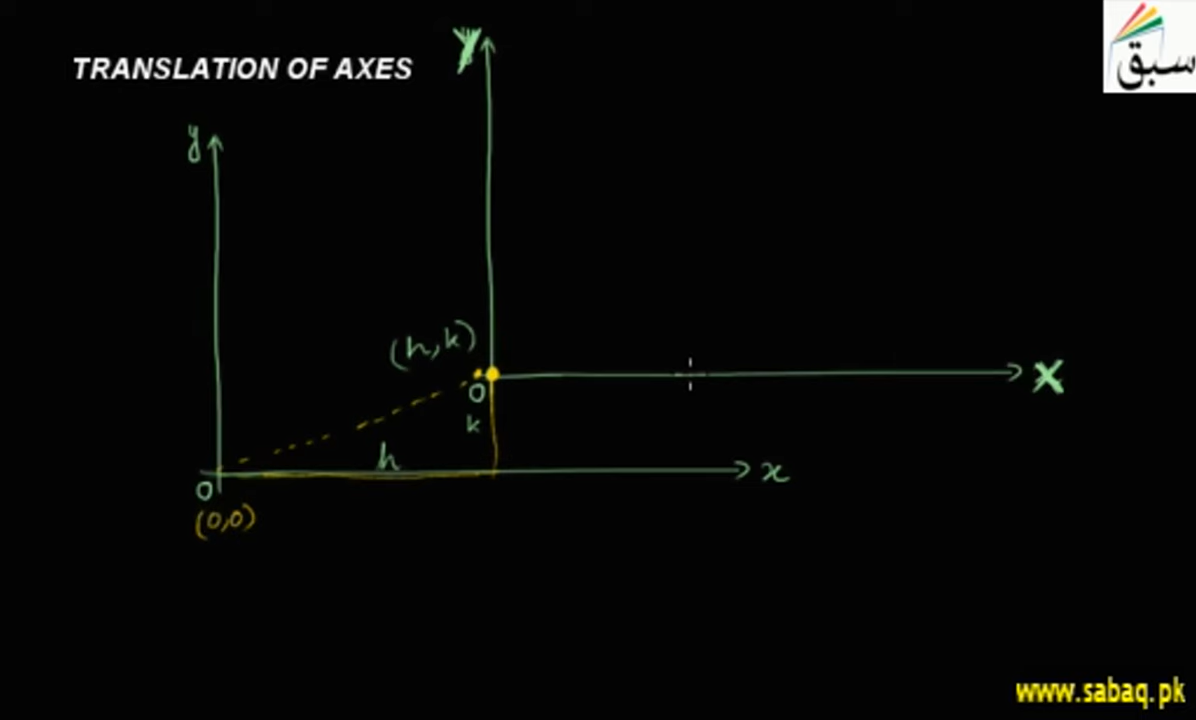 TRANSLATION OF AXES
سبق
Y
y
(h,k)
O
X
k
h
x
O
(0,0)
www.sabaq.pk